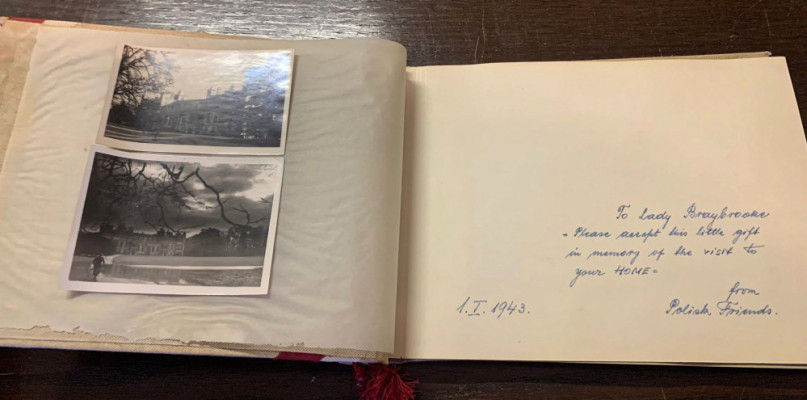 To Lady Braybrooke
= Please accept this little gift
in memory of the visit to
your HOME =
from
1.I.1943.
Polish Friends.